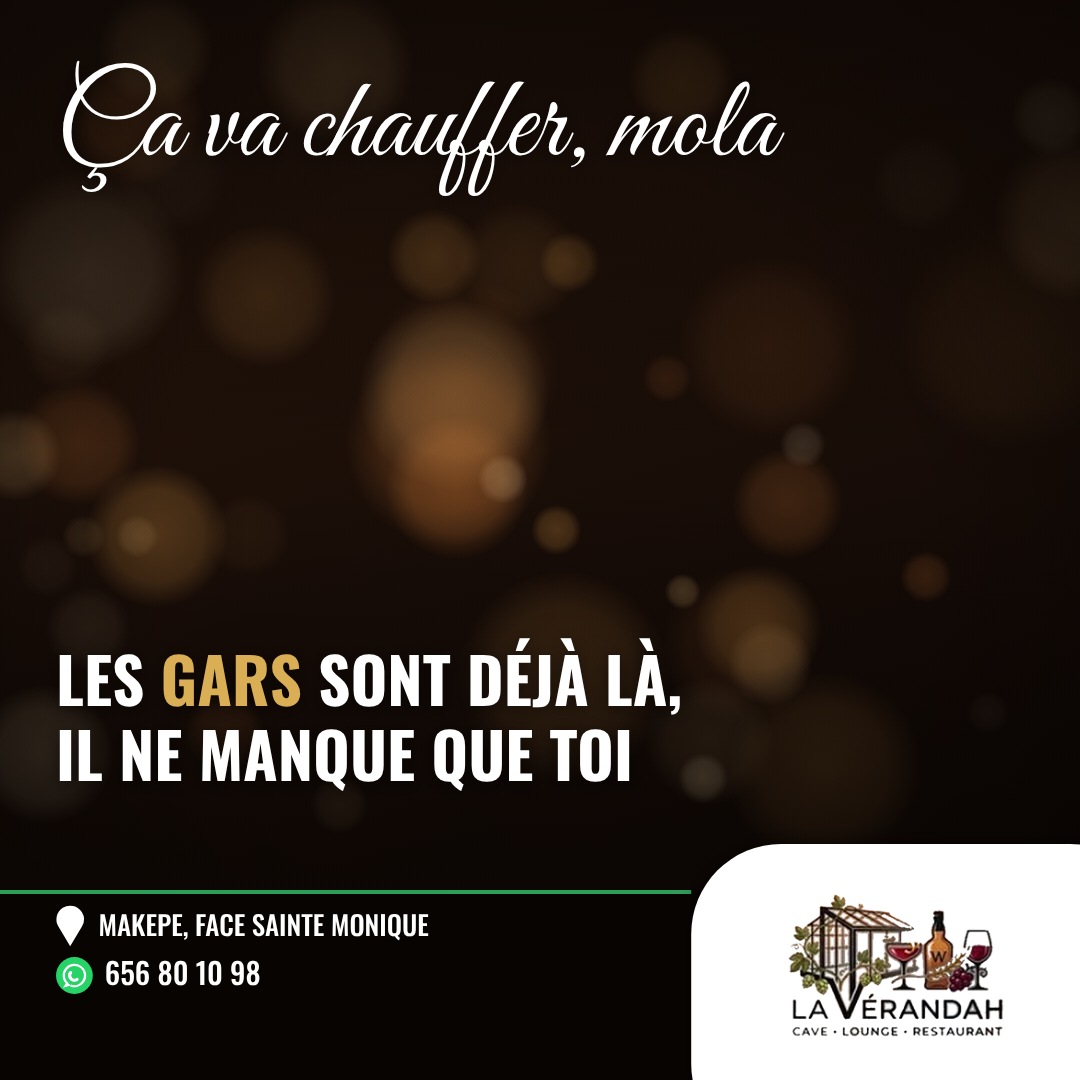 Ça va chauffer, mola
LES GARS SONT DÉJÀ LÀ,
IL NE MANQUE QUE TOI
MAKEPE, FACE SAINTE MONIQUE
656 80 10 98
W
LA VÉRANDAH
CAVE · LOUNGE · RESTAURANT